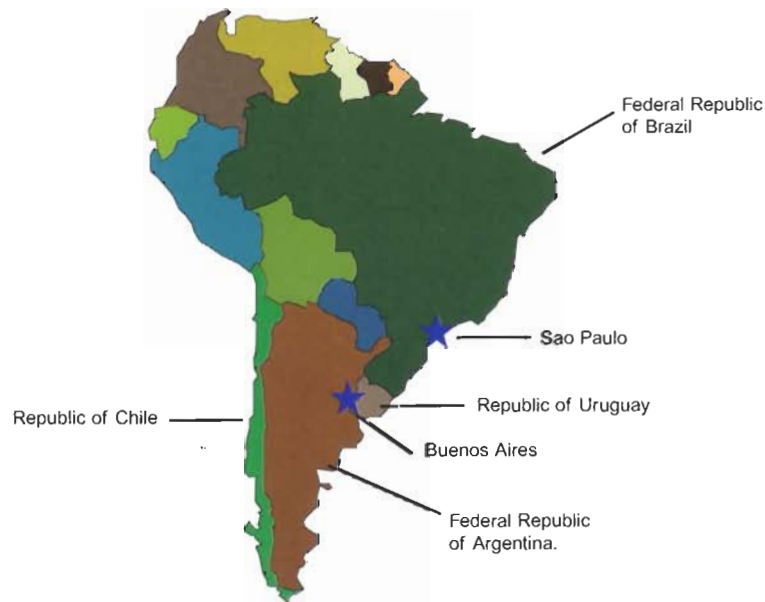 Federal Republic
of Brazil
Sao Paulo
Republic of Chile
Republic of Uruguay
Buenos Aires
Federal Republic
of Argentina.